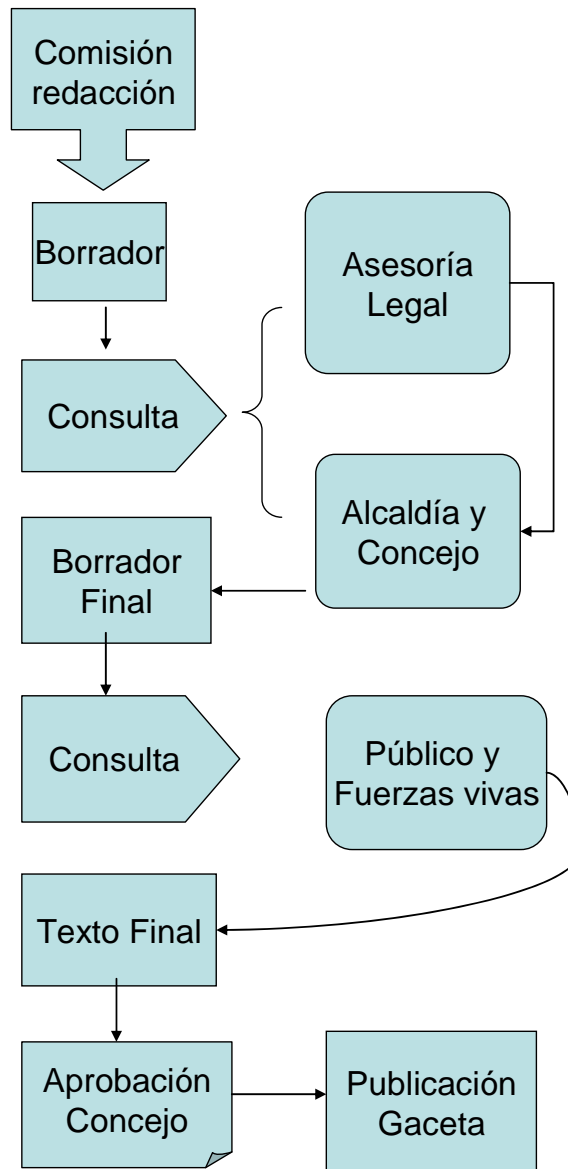 Comisión
redacción
Borrador
Asesoría
Legal
Consulta
Alcaldía y
Concejo
Borrador
Final
Consulta
Público y
Fuerzas vivas
Texto Final
Aprobación
Concejo
Publicación
Gaceta